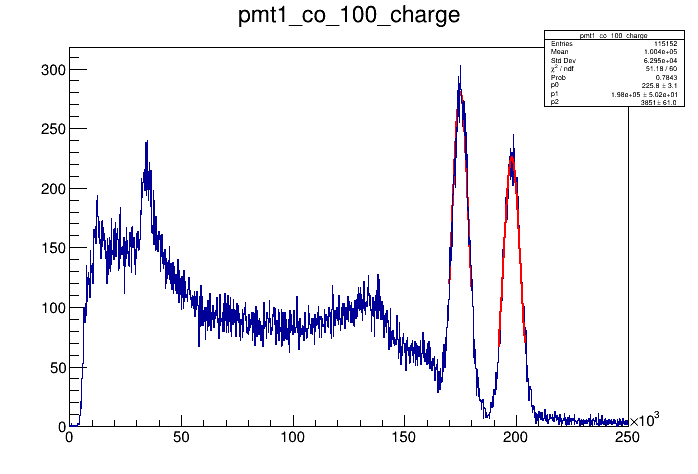 pmt1_co_100_charge
pmt1_co_100_charge
Entries 115152
Mean 1.004e+05
Std Dev 6.295e+04
χ² / ndf 51.18 / 60
Prob 0.7843
p0 225.8 ± 3.1
p1 1.98e+05 ± 5.02e+01
p2 3851 ± 61.0
300
250
200
150
100
50
0
0 50 100 150 200 250
×10³